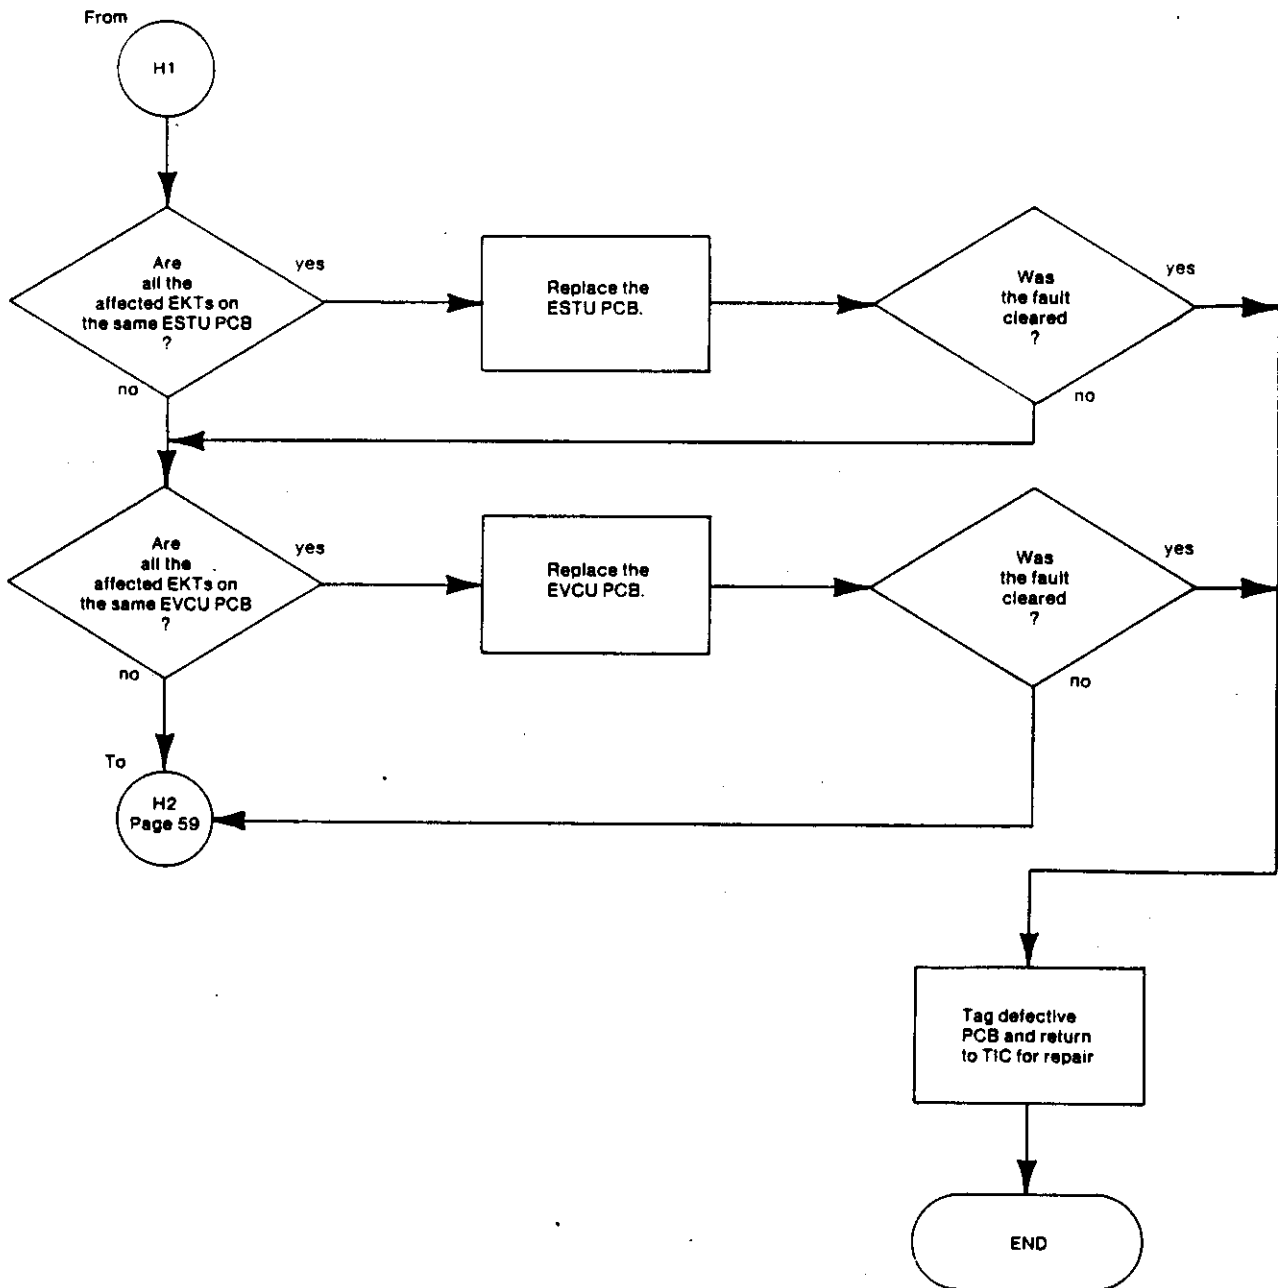 From
H1
Are
all the
affected EKTs on
the same ESTU PCB
?
yes
no
Replace the
ESTU PCB.
Was
the fault
cleared
?
yes
no
Are
all the
affected EKTs on
the same EVCU PCB
?
yes
no
Replace the
EVCU PCB.
Was
the fault
cleared
?
yes
no
To
H2
Page 59
Tag defective
PCB and return
to TIC for repair
END